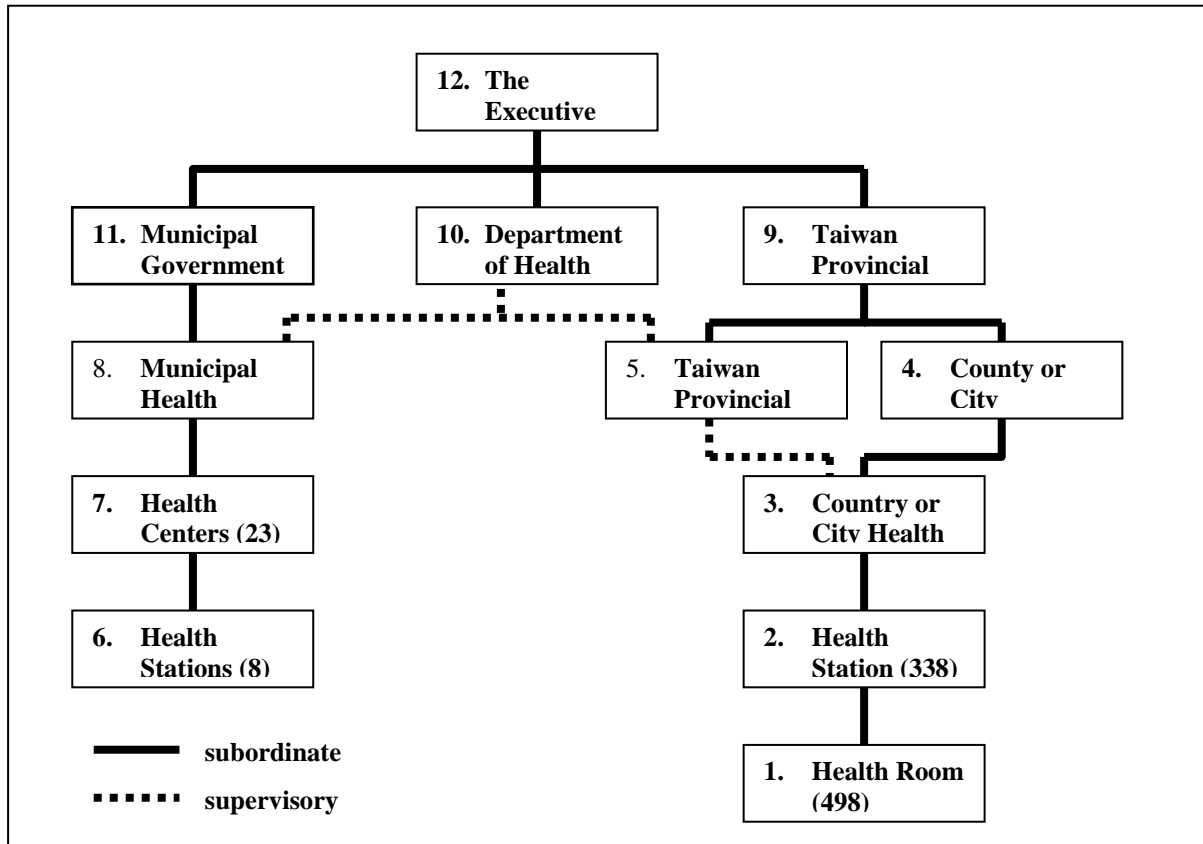 12. The
Executive
11. Municipal
Government
10. Department
of Health
9. Taiwan
Provincial
8. Municipal
Health
5. Taiwan
Provincial
4. County or
City
7. Health
Centers (23)
3. Country or
City Health
6. Health
Stations (8)
2. Health
Station (338)
subordinate
supervisory
1. Health Room
(498)